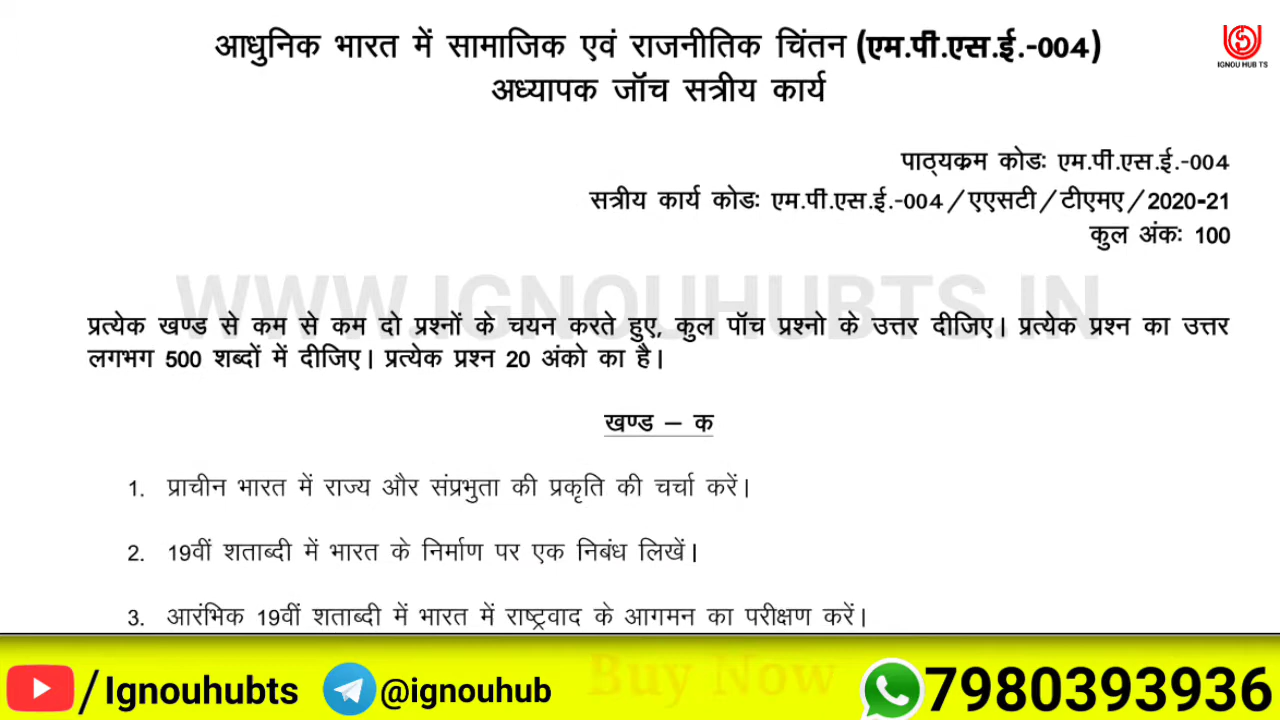 आधुनिक भारत में सामाजिक एवं राजनीतिक चिंतन (एम.पी.एस.ई.-004)
अध्यापक जॉच सत्रीय कार्य
IGNOU HUB TS
पाठ्यक्रम कोडः एम.पी.एस.ई.-004
सत्रीय कार्य कोडः एम.पी.एस.ई.-004/एएसटी/टीएमए/2020-21
कुल अंकः 100
WWW.IGNOUHUBTS.IN
प्रत्येक खण्ड से कम से कम दो प्रश्नों के चयन करते हुए, कुल पॉच प्रश्नो के उत्तर दीजिए। प्रत्येक प्रश्न का उत्तर
लगभग 500 शब्दों में दीजिए। प्रत्येक प्रश्न 20 अंको का है।
खण्ड – क
1. प्राचीन भारत में राज्य और संप्रभुता की प्रकृति की चर्चा करें।
2. 19वीं शताब्दी में भारत के निर्माण पर एक निबंध लिखें।
3. आरंभिक 19वीं शताब्दी में भारत में राष्ट्रवाद के आगमन का परीक्षण करें।
/Ignouhubts @ignouhub Buy Now 7980393936